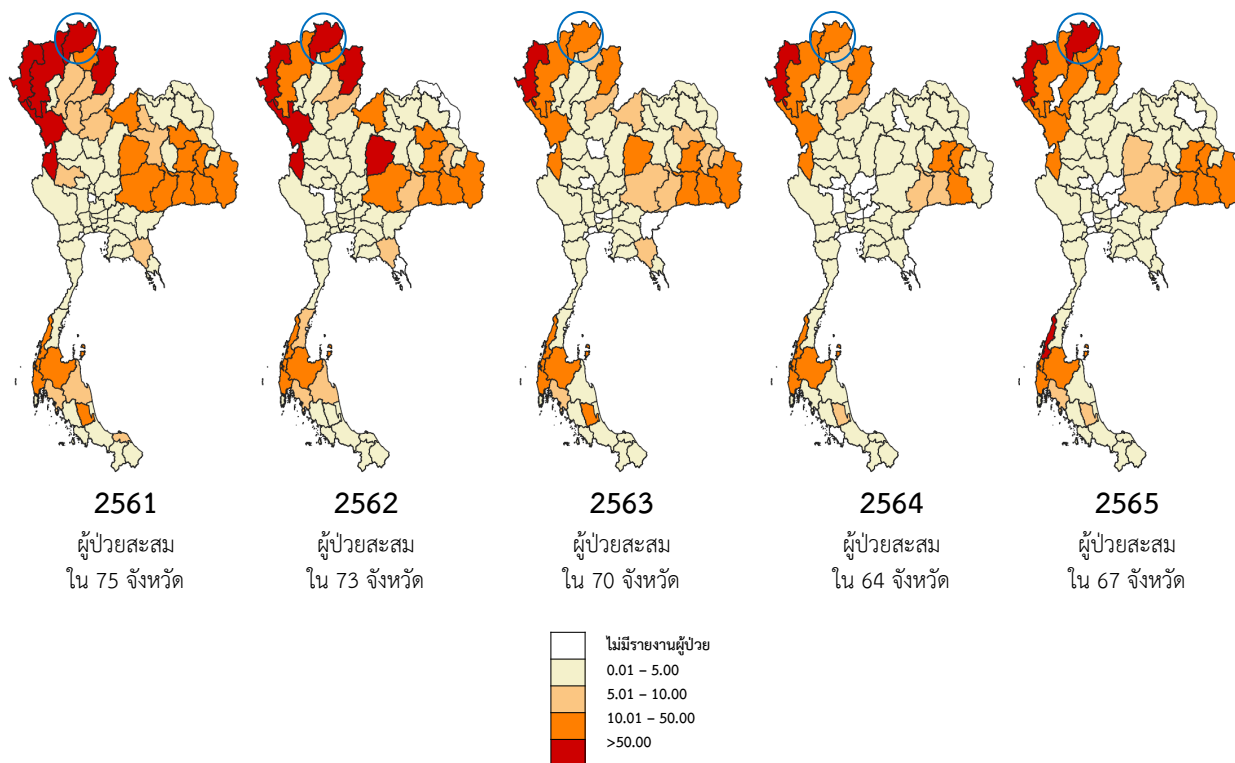 2561
ผู้ป่วยสะสม
ใน 75 จังหวัด
2562
ผู้ป่วยสะสม
ใน 73 จังหวัด
2563
ผู้ป่วยสะสม
ใน 70 จังหวัด
2564
ผู้ป่วยสะสม
ใน 64 จังหวัด
2565
ผู้ป่วยสะสม
ใน 67 จังหวัด
ไม่มีรายงานผู้ป่วย
0.01 – 5.00
5.01 – 10.00
10.01 – 50.00
>50.00